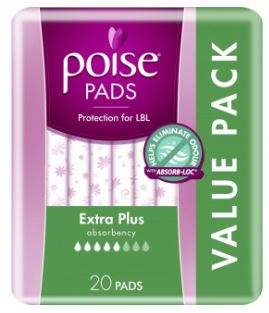 poise®
PADS
Protection for LBL
HELPS ELIMINATE ODOUR
WITH ABSORB-LOC®
Extra Plus
absorbency
20 PADS
VALUE PACK